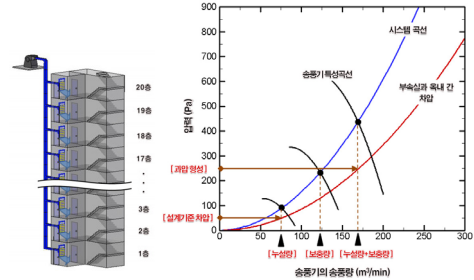 20층
19층
18층
17층
3층
2층
1층
900
800
700
600
500
400
300
200
100
0
압력 (Pa)
시스템 곡선
송풍기특성곡선
부속실과 옥내 간
차압
[과압 형성]
[설계기준 차압]
0
50
75
100
150
200
250
300
[누설량]
[보충량]
[누설량+보충량]
송풍기의 송풍량 (m³/min)